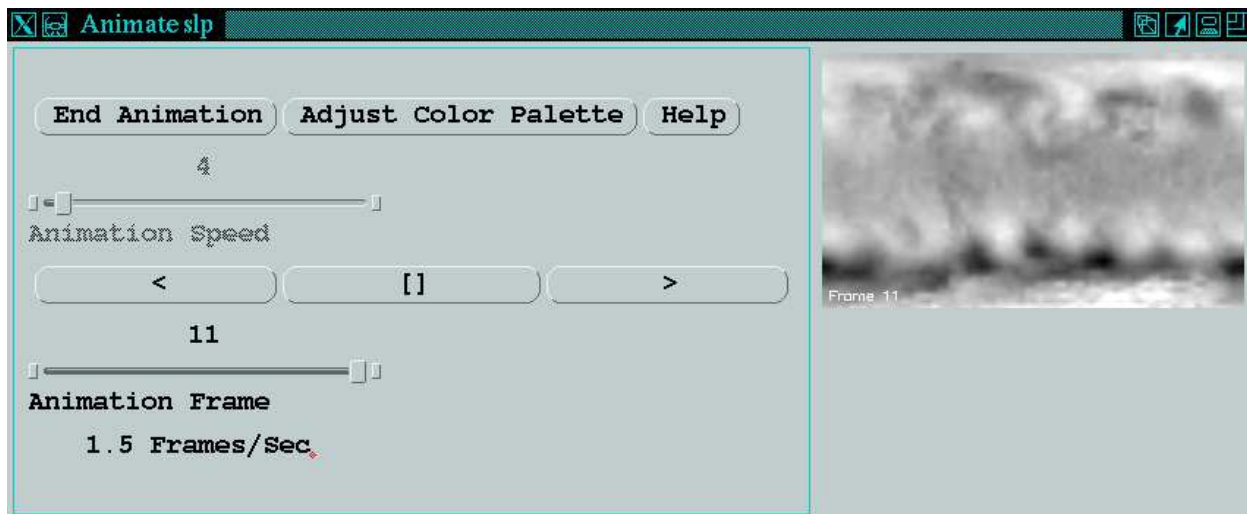 Animate slp
End Animation Adjust Color Palette Help
4
Animation Speed
< [] >
11
Animation Frame
1.5 Frames/Sec
Frame 11